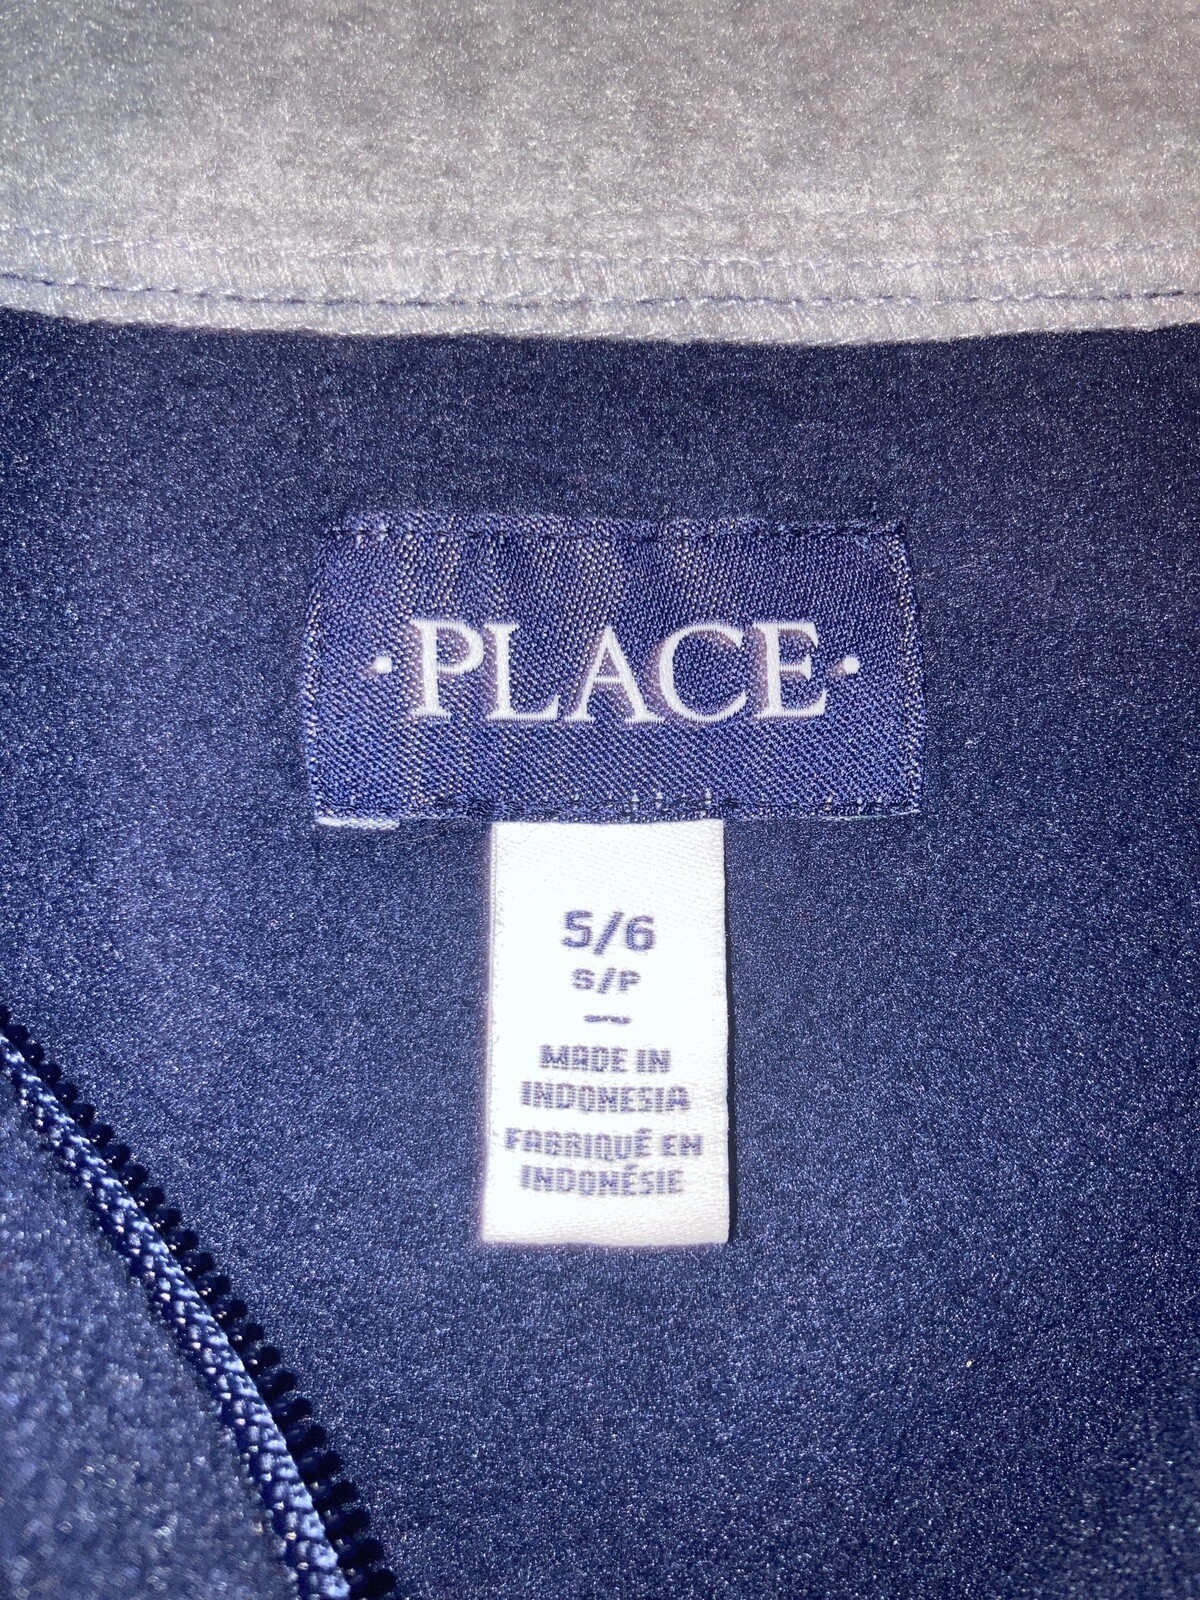 ·PLACE·
5/6
S/P
—
MADE IN
INDONESIA
FABRIQUÉ EN
INDONÉSIE